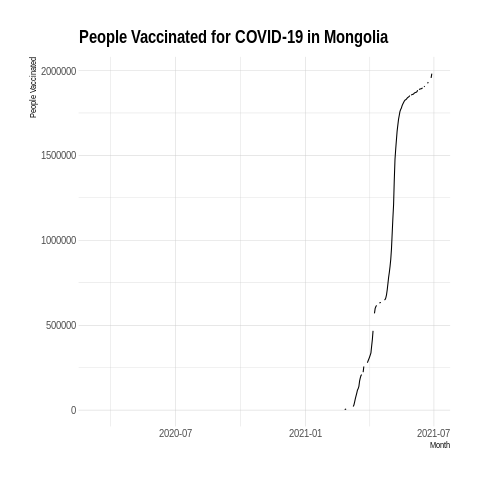 People Vaccinated for COVID-19 in Mongolia
People Vaccinated
2000000
1500000
1000000
500000
0
2020-07
2021-01
2021-07
Month